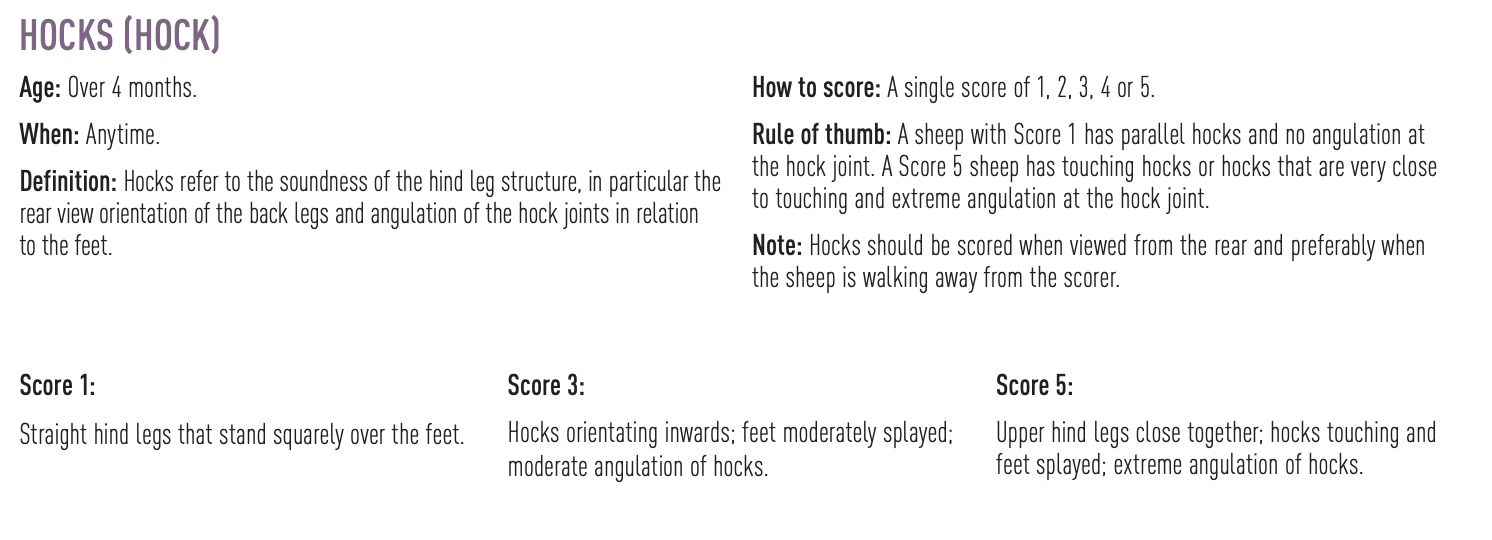 HOCKS (HOCK)
Age: Over 4 months.
When: Anytime.
Definition: Hocks refer to the soundness of the hind leg structure, in particular the
rear view orientation of the back legs and angulation of the hock joints in relation
to the feet.
How to score: A single score of 1, 2, 3, 4 or 5.
Rule of thumb: A sheep with Score 1 has parallel hocks and no angulation at
the hock joint. A Score 5 sheep has touching hocks or hocks that are very close
to touching and extreme angulation at the hock joint.
Note: Hocks should be scored when viewed from the rear and preferably when
the sheep is walking away from the scorer.
Score 1:
Straight hind legs that stand squarely over the feet.
Score 3:
Hocks orientating inwards; feet moderately splayed;
moderate angulation of hocks.
Score 5:
Upper hind legs close together; hocks touching and
feet splayed; extreme angulation of hocks.